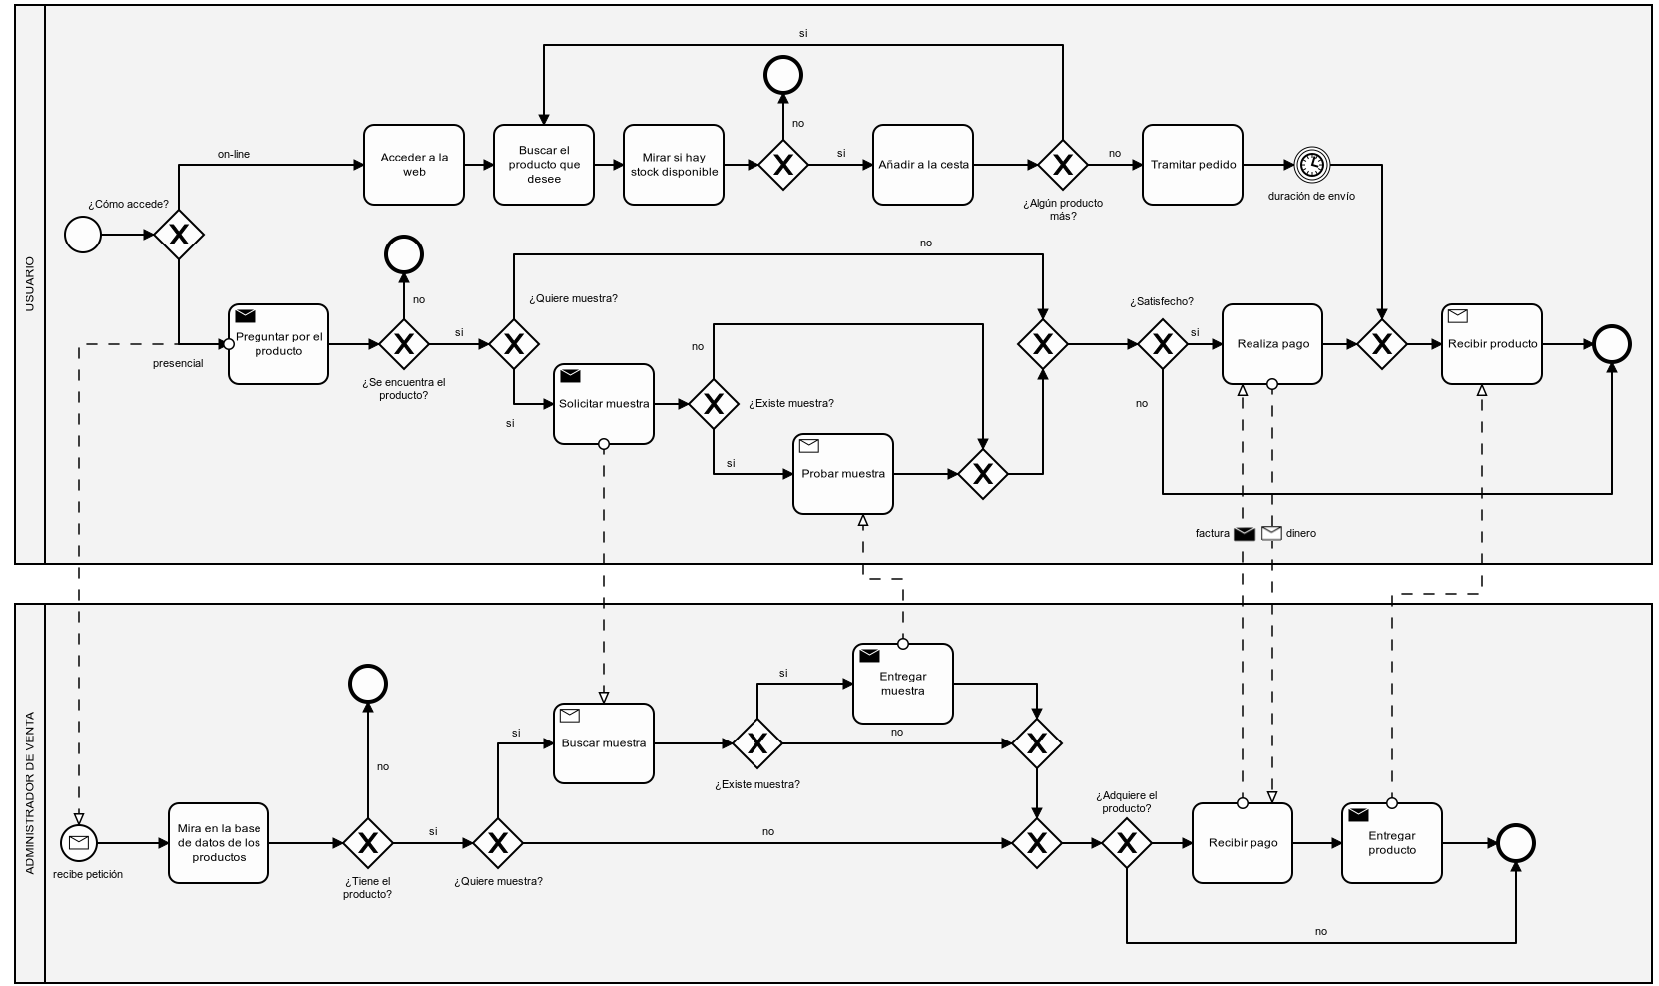 USUARIO
si
no
on-line
Acceder a la
web
Buscar el
producto que
desee
Mirar si hay
stock disponible
si
Añadir a la cesta
no
Tramitar pedido
¿Algún producto
más?
duración de envío
¿Cómo accede?
no
no
¿Quiere muestra?
¿Satisfecho?
Preguntar por el
producto
presencial
si
¿Se encuentra el
producto?
si
Solicitar muestra
no
¿Existe muestra?
si
Probar muestra
si
Realiza pago
Recibir producto
no
factura
dinero
ADMINISTRADOR DE VENTA
si
Entregar
muestra
si
Buscar muestra
no
¿Existe muestra?
no
¿Adquiere el
producto?
recibe petición
Mira en la base
de datos de los
productos
si
¿Tiene el
producto?
¿Quiere muestra?
no
Recibir pago
Entregar
producto
no